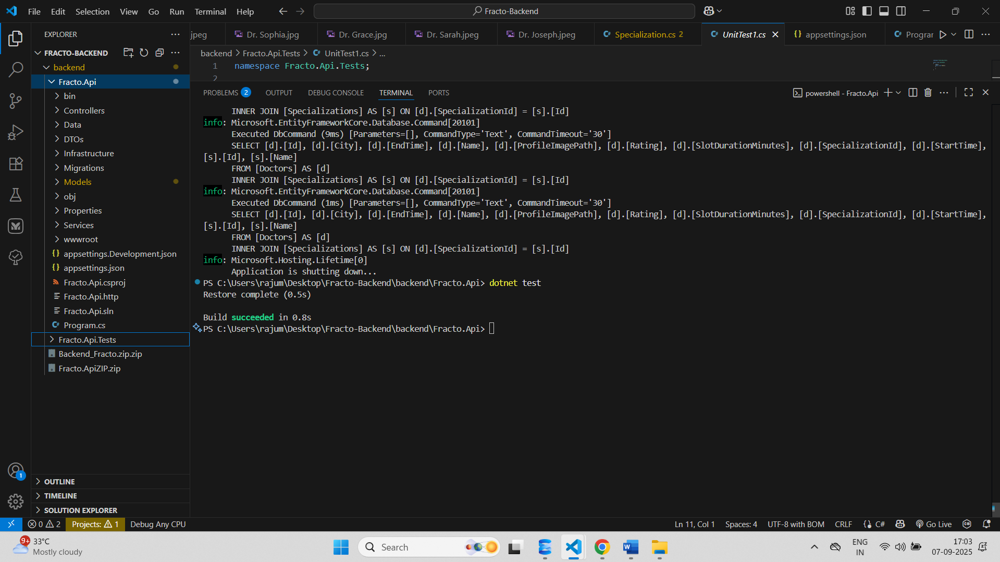 File Edit Selection View Go Run Terminal Help
Fracto-Backend
EXPLORER
FRACTO-BACKEND
backend
Fracto.Api
bin
Controllers
Data
DTOs
Infrastructure
Migrations
Models
obj
Properties
Services
wwwroot
appsettings.Development.json
appsettings.json
Fracto.Api.csproj
Fracto.Api.http
Fracto.Api.sln
Program.cs
Fracto.Api.Tests
Backend_Fracto.zip.zip
Fracto.ApiZIP.zip
OUTLINE
TIMELINE
SOLUTION EXPLORER
jpeg Dr. Sophia.jpg Dr. Grace.jpg Dr. Sarah.jpeg Dr. Joseph.jpeg Specialization.cs 2 UnitTest1.cs appsettings.json Prograr
backend > Fracto.Api.Tests > UnitTest1.cs > ...
1 namespace Fracto.Api.Tests;
2
PROBLEMS 2 OUTPUT DEBUG CONSOLE TERMINAL PORTS
powershell - Fracto.Api
INNER JOIN [Specializations] AS [s] ON [d].[SpecializationId] = [s].[Id]
info: Microsoft.EntityFrameworkCore.Database.Command[20101]
Executed DbCommand (9ms) [Parameters=[], CommandType='Text', CommandTimeout='30']
SELECT [d].[Id], [d].[City], [d].[EndTime], [d].[Name], [d].[ProfileImagePath], [d].[Rating], [d].[SlotDurationMinutes], [d].[SpecializationId], [d].[StartTime],
[s].[Id], [s].[Name]
FROM [Doctors] AS [d]
INNER JOIN [Specializations] AS [s] ON [d].[SpecializationId] = [s].[Id]
info: Microsoft.EntityFrameworkCore.Database.Command[20101]
Executed DbCommand (1ms) [Parameters=[], CommandType='Text', CommandTimeout='30']
SELECT [d].[Id], [d].[City], [d].[EndTime], [d].[Name], [d].[ProfileImagePath], [d].[Rating], [d].[SlotDurationMinutes], [d].[SpecializationId], [d].[StartTime],
[s].[Id], [s].[Name]
FROM [Doctors] AS [d]
INNER JOIN [Specializations] AS [s] ON [d].[SpecializationId] = [s].[Id]
info: Microsoft.Hosting.Lifetime[0]
Application is shutting down...
PS C:\Users\rajum\Desktop\Fracto-Backend\backend\Fracto.Api> dotnet test
Restore complete (0.5s)
Build succeeded in 0.8s
PS C:\Users\rajum\Desktop\Fracto-Backend\backend\Fracto.Api>
1
0 2 Projects: 1 Debug Any CPU
Ln 11, Col 1 Spaces: 4 UTF-8 with BOM CRLF C# Go Live
9+ 33°C
Mostly cloudy
Search
ENG
IN
17:03
07-09-2025